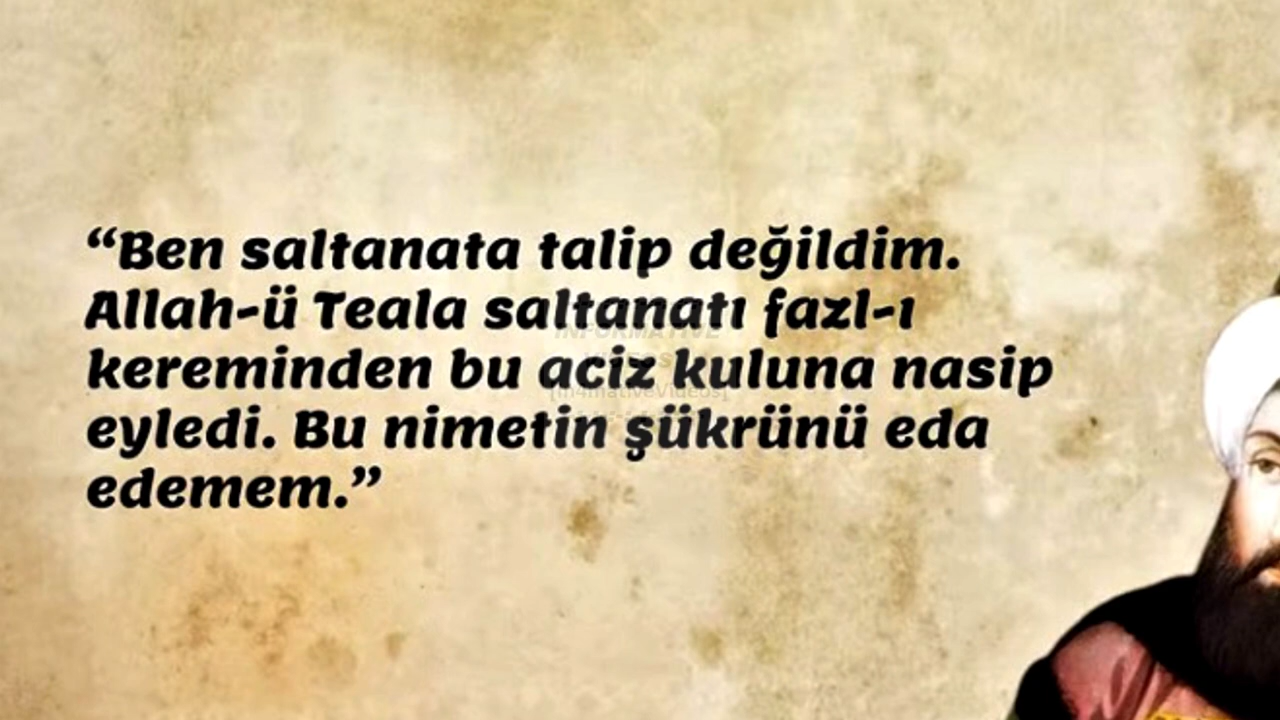 “Ben saltanata talip değildim.
Allah-ü Teala saltanatı fazl-ı
kereminden bu aciz kuluna nasip
eyledi. Bu nimetin şükrünü eda
edemem.”
INFORMATIVE